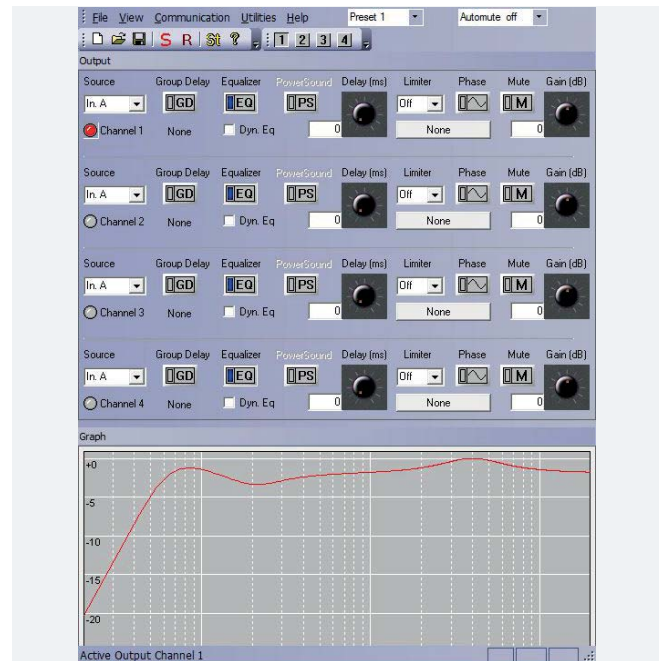 File View Communication Utilities Help Preset 1 Automute off
S R St ? 1 2 3 4
Output
Source Group Delay Equalizer PowerSound Delay (ms) Limiter Phase Mute Gain (dB)
In. A GD EQ PS Off M
Channel 1 None Dyn. Eq 0 None 0
Source Group Delay Equalizer PowerSound Delay (ms) Limiter Phase Mute Gain (dB)
In. A GD EQ PS Off M
Channel 2 None Dyn. Eq 0 None 0
Source Group Delay Equalizer PowerSound Delay (ms) Limiter Phase Mute Gain (dB)
In. A GD EQ PS Off M
Channel 3 None Dyn. Eq 0 None 0
Source Group Delay Equalizer PowerSound Delay (ms) Limiter Phase Mute Gain (dB)
In. A GD EQ PS Off M
Channel 4 None Dyn. Eq 0 None 0
Graph
+0
-5
-10
-15
-20
Active Output Channel 1